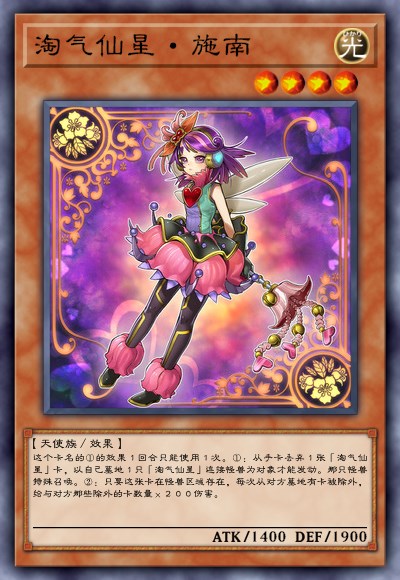 淘气仙星・施南
ひかり
光
【天使族／效果】
这个卡名的①的效果１回合只能使用１次。①：从手卡丢弃１张「淘气仙
星」卡，以自己墓地１只「淘气仙星」连接怪兽为对象才能发动。那只怪兽
特殊召唤。②：只要这张卡在怪兽区域存在，每次从对方墓地有卡被除外，
给与对方那些除外的卡数量×２００伤害。
ATK/1400 DEF/1900